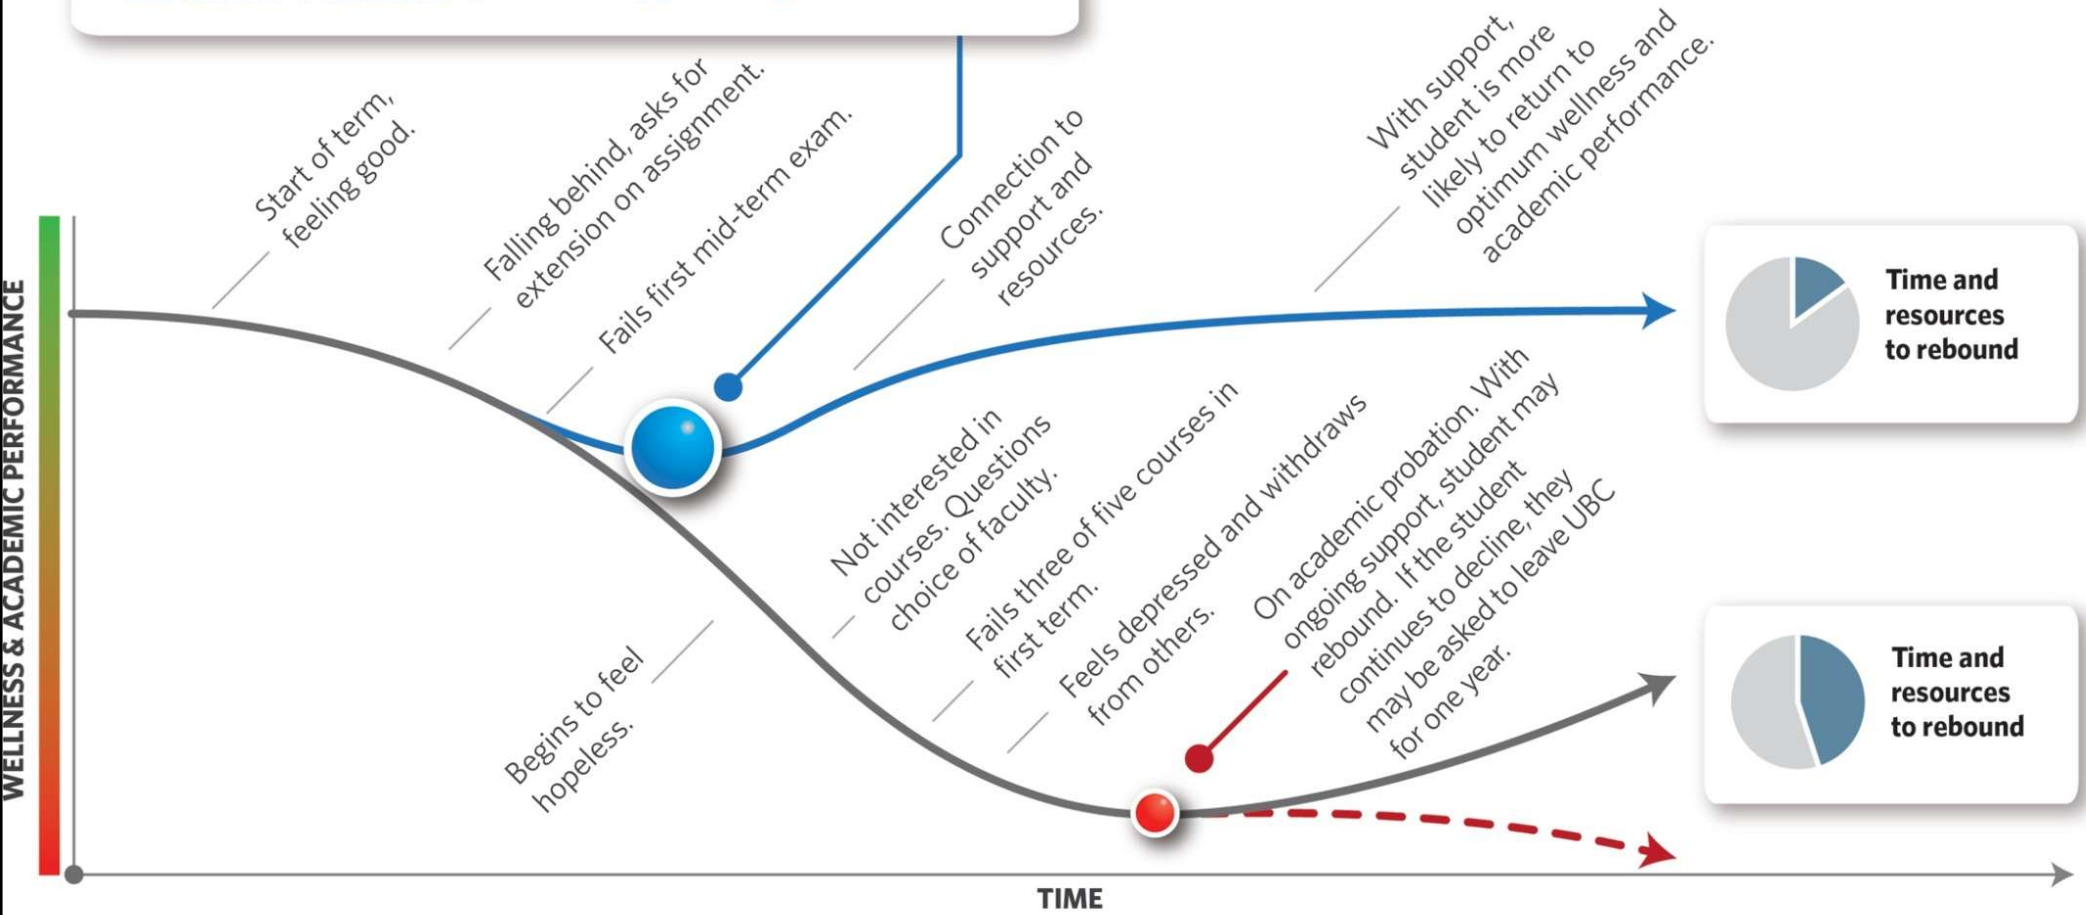 Start of term,
feeling good.
Falling behind, asks for
extension on assignment.
Fails first mid-term exam.
Connection to
support and
resources.
With support,
student is more
likely to return to
optimum wellness and
academic performance.
WELLNESS & ACADEMIC PERFORMANCE
Time and
resources
to rebound
Begins to feel
hopeless.
Not interested in
courses. Questions
choice of faculty.
Fails three of five courses in
first term.
Feels depressed and withdraws
from others.
On academic probation. With
ongoing support, student may
rebound. If the student
continues to decline, they
may be asked to leave UBC
for one year.
Time and
resources
to rebound
TIME